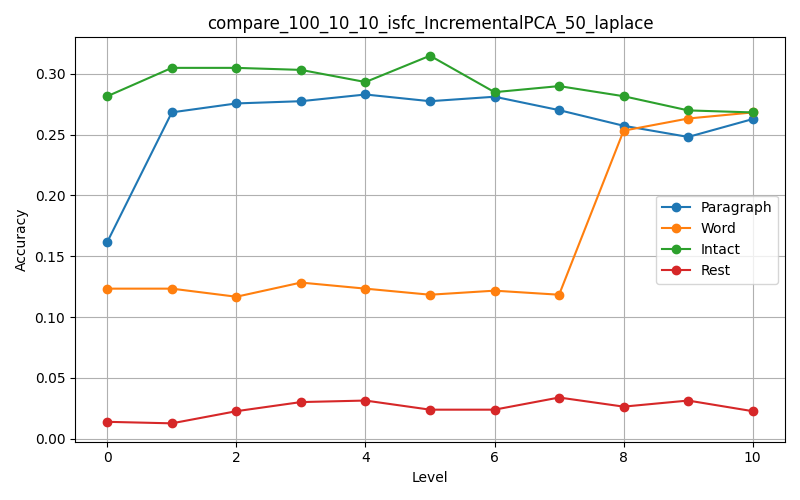 compare_100_10_10_isfc_IncrementalPCA_50_laplace
0.30
0.25
0.20
0.15
0.10
0.05
0.00
Accuracy
Paragraph
Word
Intact
Rest
0 2 4 6 8 10
Level